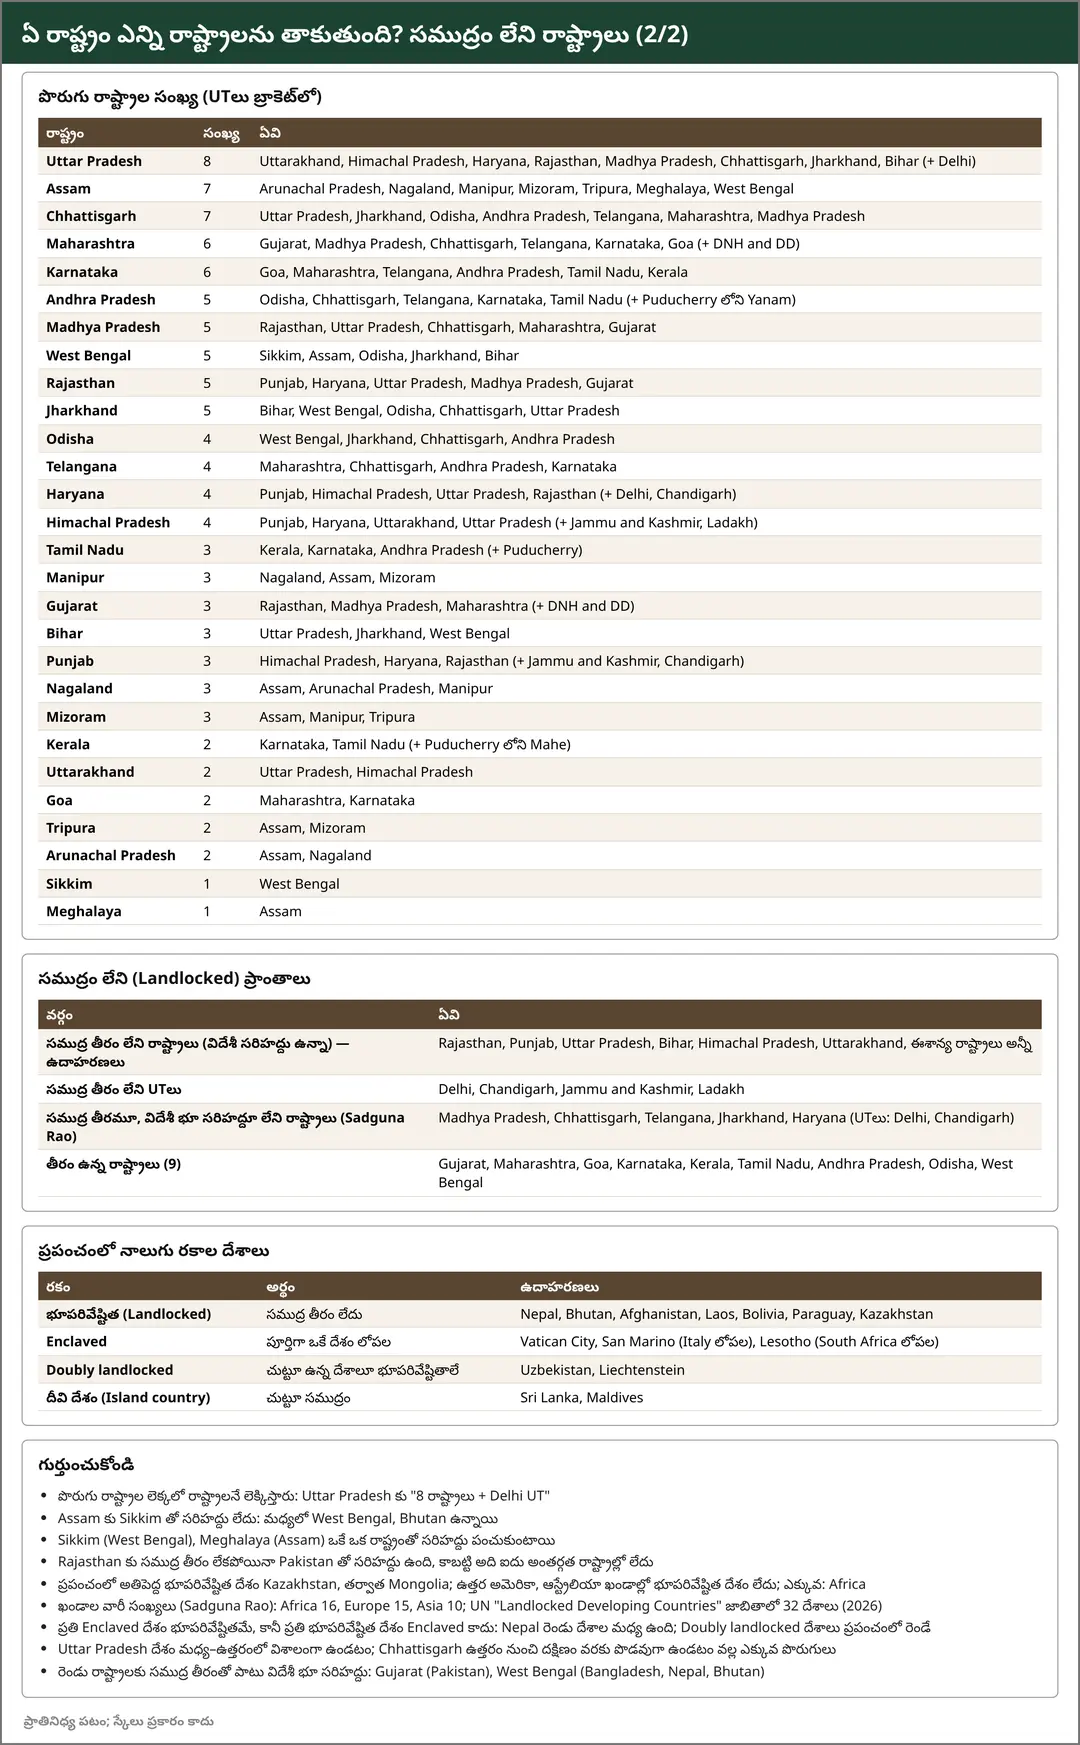 ఏ రాష్ట్రం ఎన్ని రాష్ట్రాలను తాకుతుంది? సముద్రం లేని రాష్ట్రాలు (2/2)
పొరుగు రాష్ట్రాల సంఖ్య (UTలు బ్రాకెట్‌లో)
రాష్ట్రం సంఖ్య ఏవి
Uttar Pradesh 8 Uttarakhand, Himachal Pradesh, Haryana, Rajasthan, Madhya Pradesh, Chhattisgarh, Jharkhand, Bihar (+ Delhi)
Assam 7 Arunachal Pradesh, Nagaland, Manipur, Mizoram, Tripura, Meghalaya, West Bengal
Chhattisgarh 7 Uttar Pradesh, Jharkhand, Odisha, Andhra Pradesh, Telangana, Maharashtra, Madhya Pradesh
Maharashtra 6 Gujarat, Madhya Pradesh, Chhattisgarh, Telangana, Karnataka, Goa (+ DNH and DD)
Karnataka 6 Goa, Maharashtra, Telangana, Andhra Pradesh, Tamil Nadu, Kerala
Andhra Pradesh 5 Odisha, Chhattisgarh, Telangana, Karnataka, Tamil Nadu (+ Puducherry లోని Yanam)
Madhya Pradesh 5 Rajasthan, Uttar Pradesh, Chhattisgarh, Maharashtra, Gujarat
West Bengal 5 Sikkim, Assam, Odisha, Jharkhand, Bihar
Rajasthan 5 Punjab, Haryana, Uttar Pradesh, Madhya Pradesh, Gujarat
Jharkhand 5 Bihar, West Bengal, Odisha, Chhattisgarh, Uttar Pradesh
Odisha 4 West Bengal, Jharkhand, Chhattisgarh, Andhra Pradesh
Telangana 4 Maharashtra, Chhattisgarh, Andhra Pradesh, Karnataka
Haryana 4 Punjab, Himachal Pradesh, Uttar Pradesh, Rajasthan (+ Delhi, Chandigarh)
Himachal Pradesh 4 Punjab, Haryana, Uttarakhand, Uttar Pradesh (+ Jammu and Kashmir, Ladakh)
Tamil Nadu 3 Kerala, Karnataka, Andhra Pradesh (+ Puducherry)
Manipur 3 Nagaland, Assam, Mizoram
Gujarat 3 Rajasthan, Madhya Pradesh, Maharashtra (+ DNH and DD)
Bihar 3 Uttar Pradesh, Jharkhand, West Bengal
Punjab 3 Himachal Pradesh, Haryana, Rajasthan (+ Jammu and Kashmir, Chandigarh)
Nagaland 3 Assam, Arunachal Pradesh, Manipur
Mizoram 3 Assam, Manipur, Tripura
Kerala 2 Karnataka, Tamil Nadu (+ Puducherry లోని Mahe)
Uttarakhand 2 Uttar Pradesh, Himachal Pradesh
Goa 2 Maharashtra, Karnataka
Tripura 2 Assam, Mizoram
Arunachal Pradesh 2 Assam, Nagaland
Sikkim 1 West Bengal
Meghalaya 1 Assam
సముద్రం లేని (Landlocked) ప్రాంతాలు
వర్గం ఏవి
సముద్ర తీరం లేని రాష్ట్రాలు (విదేశీ సరిహద్దు ఉన్నా) — Rajasthan, Punjab, Uttar Pradesh, Bihar, Himachal Pradesh, Uttarakhand, ఈశాన్య రాష్ట్రాలు అన్నీ
ఉదాహరణలు
సముద్ర తీరం లేని UTలు Delhi, Chandigarh, Jammu and Kashmir, Ladakh
సముద్ర తీరమూ, విదేశీ భూ సరిహద్దూ లేని రాష్ట్రాలు (Sadguna Madhya Pradesh, Chhattisgarh, Telangana, Jharkhand, Haryana (UTలు: Delhi, Chandigarh)
Rao)
తీరం ఉన్న రాష్ట్రాలు (9) Gujarat, Maharashtra, Goa, Karnataka, Kerala, Tamil Nadu, Andhra Pradesh, Odisha, West
Bengal
ప్రపంచంలో నాలుగు రకాల దేశాలు
రకం అర్థం ఉదాహరణలు
భూపరివేష్టిత (Landlocked) సముద్ర తీరం లేదు Nepal, Bhutan, Afghanistan, Laos, Bolivia, Paraguay, Kazakhstan
Enclaved పూర్తిగా ఒకే దేశం లోపల Vatican City, San Marino (Italy లోపల), Lesotho (South Africa లోపల)
Doubly landlocked చుట్టూ ఉన్న దేశాలూ భూపరివేష్టితాలే Uzbekistan, Liechtenstein
దీవి దేశం (Island country) చుట్టూ సముద్రం Sri Lanka, Maldives
గుర్తుంచుకోండి
• పొరుగు రాష్ట్రాల లెక్కలో రాష్ట్రాలనే లెక్కిస్తారు: Uttar Pradesh కు "8 రాష్ట్రాలు + Delhi UT"
• Assam కు Sikkim తో సరిహద్దు లేదు: మధ్యలో West Bengal, Bhutan ఉన్నాయి
• Sikkim (West Bengal), Meghalaya (Assam) ఒకే ఒక రాష్ట్రంతో సరిహద్దు పంచుకుంటాయి
• Rajasthan కు సముద్ర తీరం లేకపోయినా Pakistan తో సరిహద్దు ఉంది, కాబట్టి అది ఐదు అంతర్గత రాష్ట్రాల్లో లేదు
• ప్రపంచంలో అతిపెద్ద భూపరివేష్టిత దేశం Kazakhstan, తర్వాత Mongolia; ఉత్తర అమెరికా, ఆస్ట్రేలియా ఖండాల్లో భూపరివేష్టిత దేశం లేదు; ఎక్కువ: Africa
• ఖండాల వారీ సంఖ్యలు (Sadguna Rao): Africa 16, Europe 15, Asia 10; UN "Landlocked Developing Countries" జాబితాలో 32 దేశాలు (2026)
• ప్రతి Enclaved దేశం భూపరివేష్టితమే, కానీ ప్రతి భూపరివేష్టిత దేశం Enclaved కాదు: Nepal రెండు దేశాల మధ్య ఉంది; Doubly landlocked దేశాలు ప్రపంచంలో రెండే
• Uttar Pradesh దేశం మధ్య–ఉత్తరంలో విశాలంగా ఉండటం; Chhattisgarh ఉత్తరం నుంచి దక్షిణం వరకు పొడవుగా ఉండటం వల్ల ఎక్కువ పొరుగులు
• రెండు రాష్ట్రాలకు సముద్ర తీరంతో పాటు విదేశీ భూ సరిహద్దు: Gujarat (Pakistan), West Bengal (Bangladesh, Nepal, Bhutan)
ప్రాతినిధ్య పటం; స్కేలు ప్రకారం కాదు